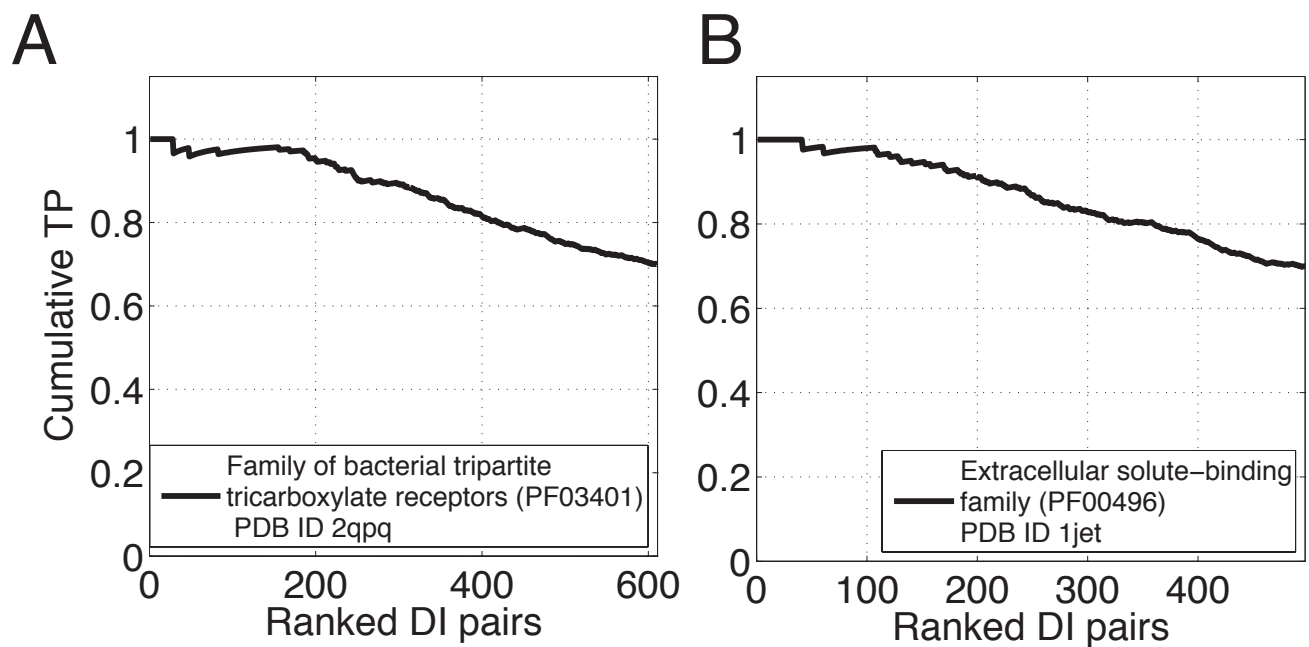 A
Cumulative TP
1
0.8
0.6
0.4
0.2
0
Family of bacterial tripartite
tricarboxylate receptors (PF03401)
PDB ID 2qpq
0 200 400 600
Ranked DI pairs
B
1
0.8
0.6
0.4
0.2
0
Extracellular solute−binding
family (PF00496)
PDB ID 1jet
0 100 200 300 400
Ranked DI pairs